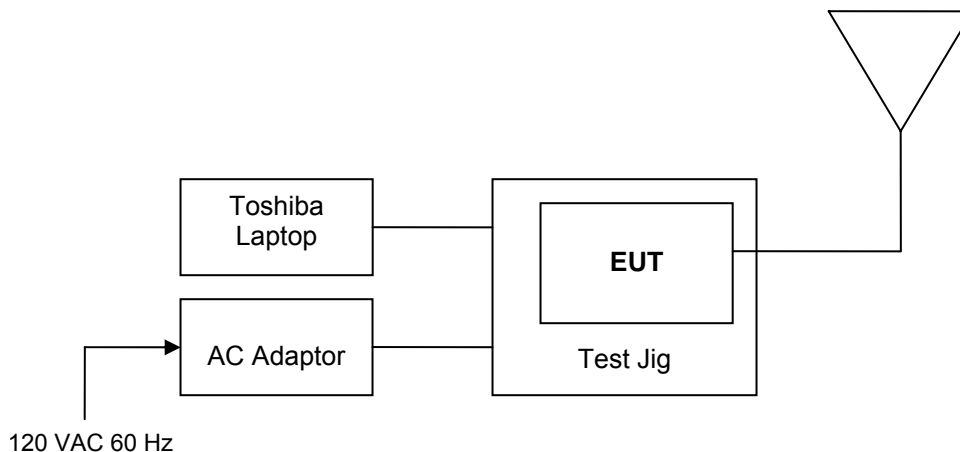 Toshiba
Laptop
EUT
AC Adaptor
Test Jig
120 VAC 60 Hz